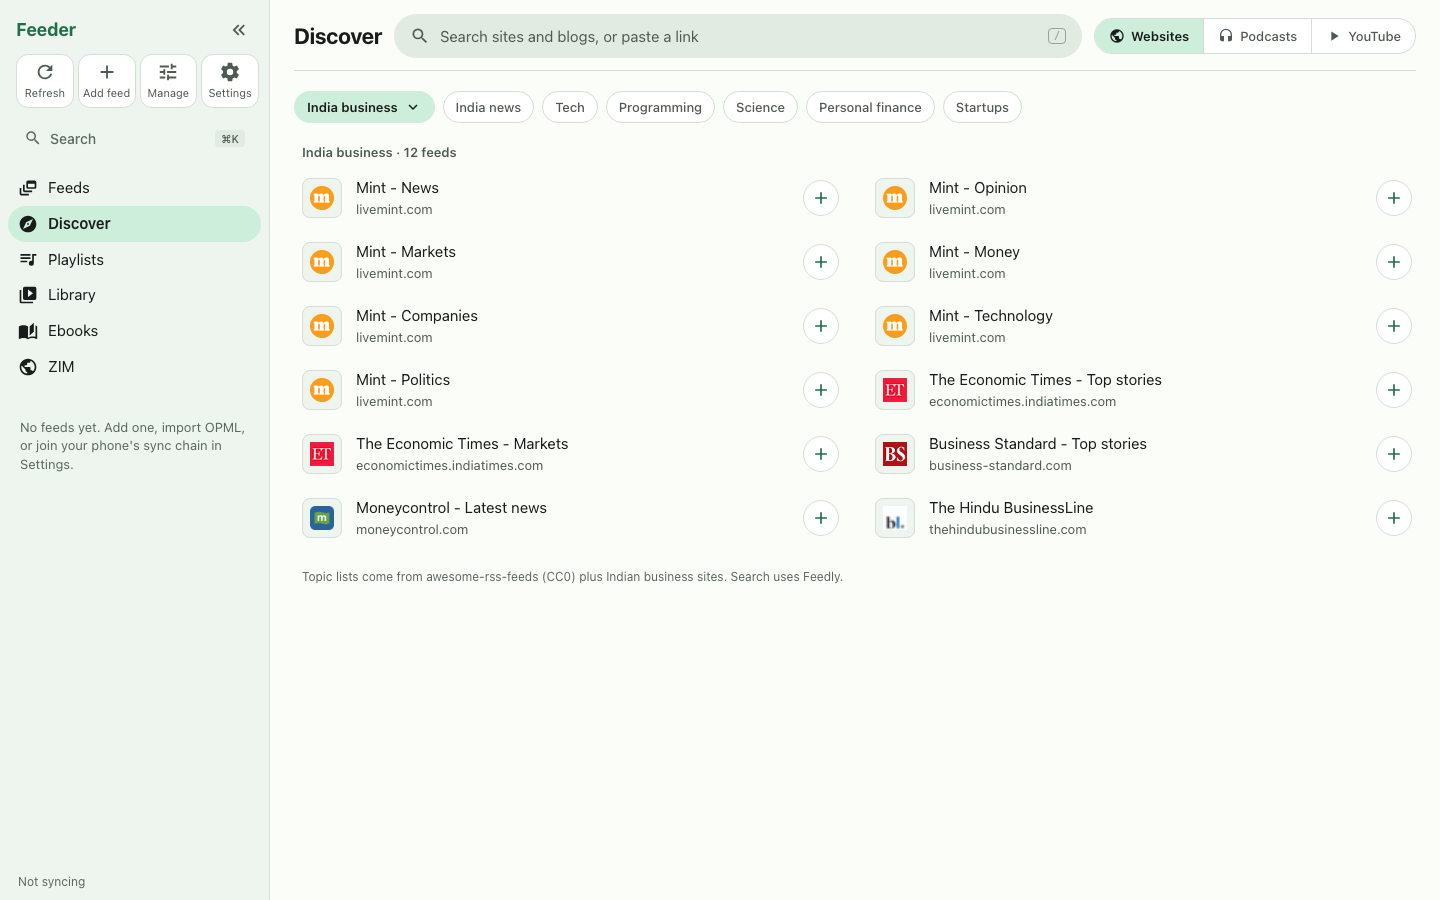 Feeder
Refresh
Add feed
Manage
Settings
Search
⌘K
Feeds
Discover
Playlists
Library
Ebooks
ZIM
No feeds yet. Add one, import OPML,
or join your phone's sync chain in
Settings.
Not syncing
Discover
Search sites and blogs, or paste a link
/
Websites
Podcasts
YouTube
India business
India news
Tech
Programming
Science
Personal finance
Startups
India business · 12 feeds
m
Mint - News
livemint.com
m
Mint - Opinion
livemint.com
m
Mint - Markets
livemint.com
m
Mint - Money
livemint.com
m
Mint - Companies
livemint.com
m
Mint - Technology
livemint.com
m
Mint - Politics
livemint.com
ET
The Economic Times - Top stories
economictimes.indiatimes.com
ET
The Economic Times - Markets
economictimes.indiatimes.com
BS
Business Standard - Top stories
business-standard.com
m
Moneycontrol - Latest news
moneycontrol.com
bl.
The Hindu BusinessLine
thehindubusinessline.com
Topic lists come from awesome-rss-feeds (CC0) plus Indian business sites. Search uses Feedly.